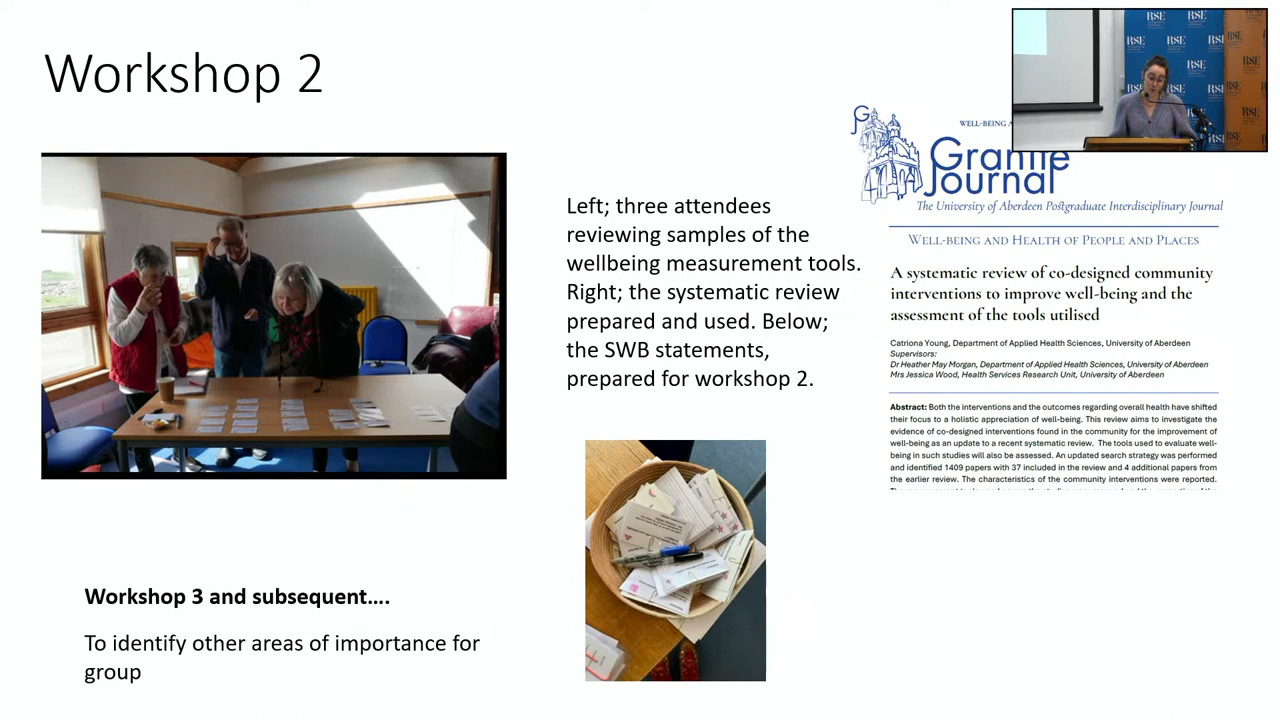 Workshop 2
RSE
RSE
RSE
RSE
RSE
Left; three attendees
reviewing samples of the
wellbeing measurement tools.
Right; the systematic review
prepared and used. Below;
the SWB statements,
prepared for workshop 2.
WELL-BEING A
Granite
Journal
The University of Aberdeen Postgraduate Interdisciplinary Journal
WELL-BEING AND HEALTH OF PEOPLE AND PLACES
A systematic review of co-designed community
interventions to improve well-being and the
assessment of the tools utilised
Catriona Young, Department of Applied Health Sciences, University of Aberdeen
Supervisors:
Dr Heather May Morgan, Department of Applied Health Sciences, University of Aberdeen
Mrs Jessica Wood, Health Services Research Unit, University of Aberdeen
Abstract: Both the interventions and the outcomes regarding overall health have shifted
their focus to a holistic appreciation of well-being. This review aims to investigate the
evidence of co-designed interventions found in the community for the improvement of
well-being as an update to a recent systematic review. The tools used to evaluate well-
being in such studies will also be assessed. An updated search strategy was performed
and identified 1409 papers with 37 included in the review and 4 additional papers from
the earlier review. The characteristics of the community interventions were reported.
Workshop 3 and subsequent....
To identify other areas of importance for
group